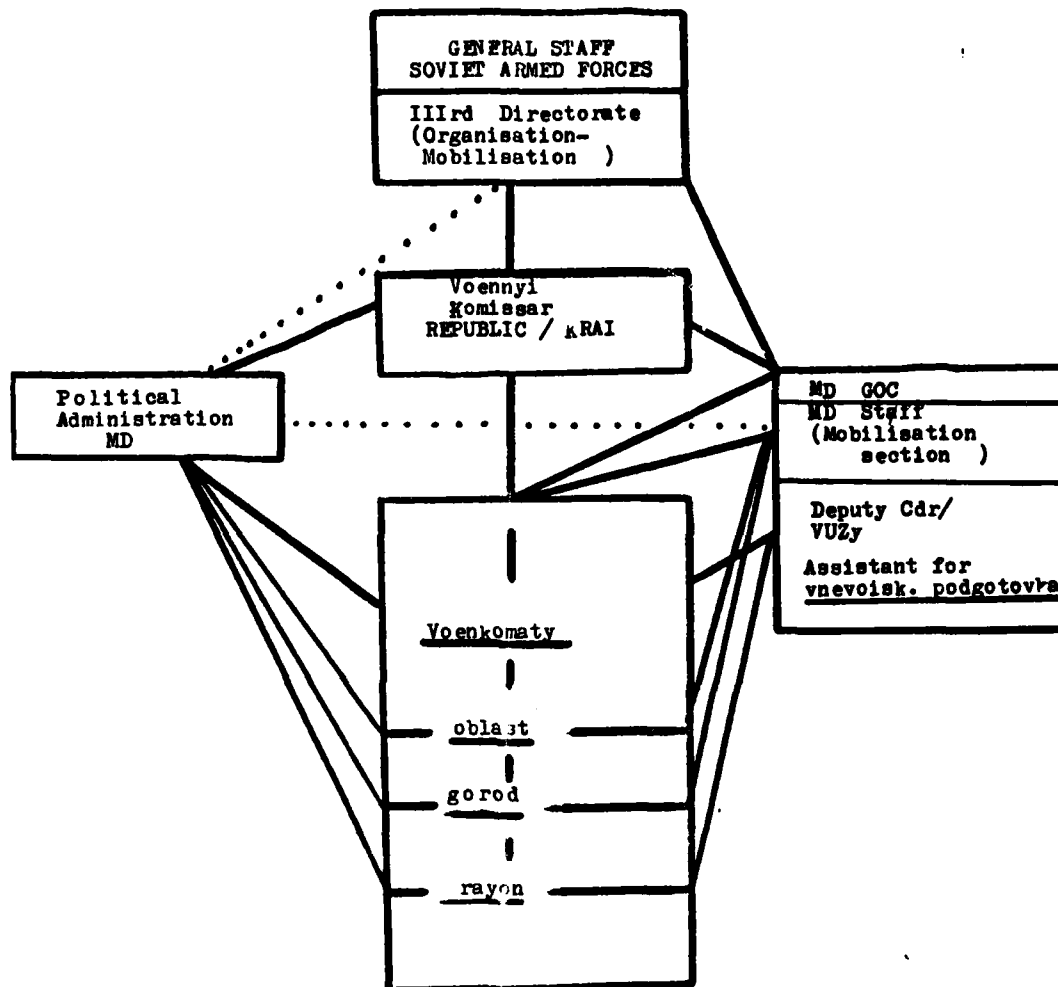 GENERAL STAFF
SOVIET ARMED FORCES
IIIrd Directorate
(Organisation-
Mobilisation )
Voennyi
Komissar
REPUBLIC / KRAI
Political
Administration
MD
MD GOC
MD Staff
(Mobilisation
section )
Deputy Cdr/
VUZy
Assistant for
vnevoisk. podgotovka
Voenkomaty
oblast
gorod
rayon